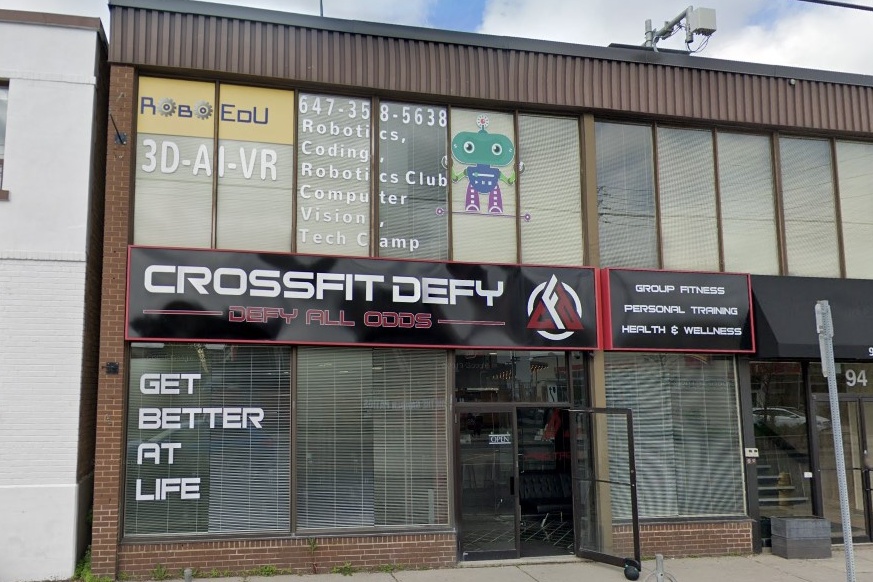 RoboEdu
3D-AI-VR
647-358-5638
Robotics,
Coding,
Robotics Club
Computer
Vision,
Tech Camp
CROSSFIT DEFY
DEFY ALL ODDS
GROUP FITNESS
PERSONAL TRAINING
HEALTH & WELLNESS
GET
BETTER
AT
LIFE
OPEN
94